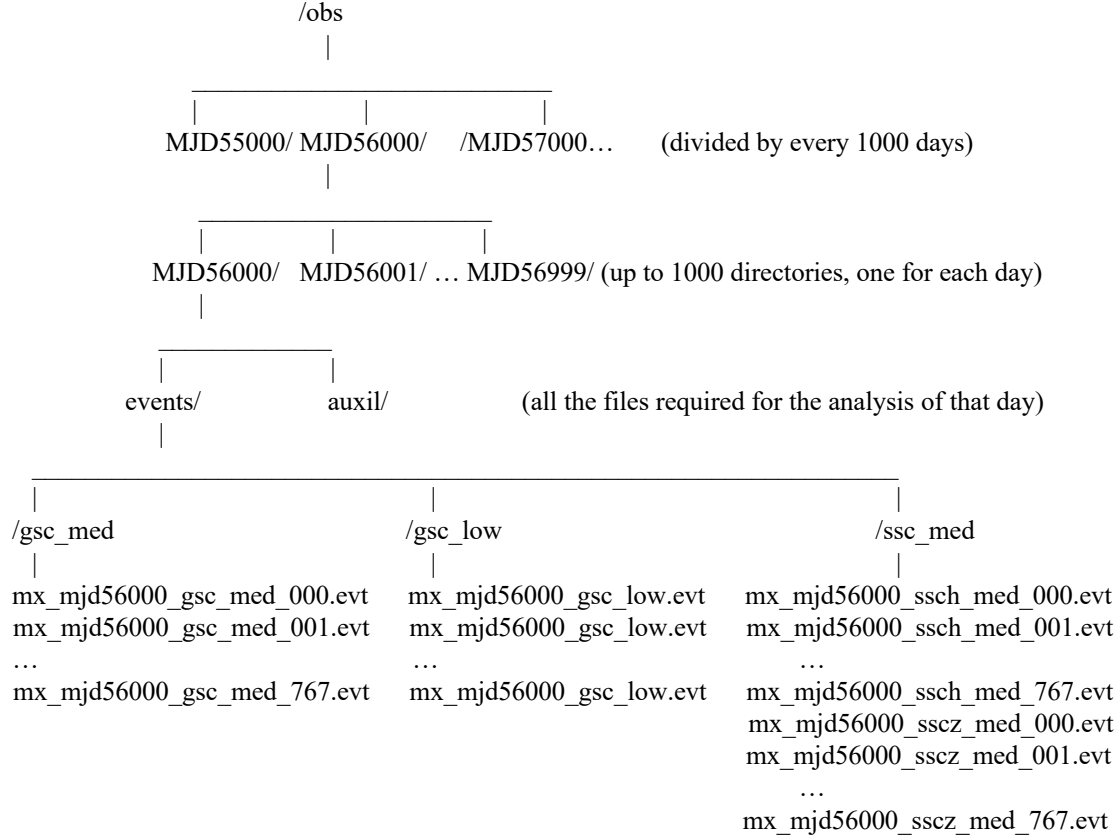 /obs
MJD55000/ MJD56000/ /MJD57000… (divided by every 1000 days)
MJD56000/ MJD56001/ … MJD56999/ (up to 1000 directories, one for each day)
events/ auxil/ (all the files required for the analysis of that day)
/gsc_med /gsc_low /ssc_med
mx_mjd56000_gsc_med_000.evt mx_mjd56000_gsc_low.evt mx_mjd56000_ssch_med_000.evt
mx_mjd56000_gsc_med_001.evt mx_mjd56000_gsc_low.evt mx_mjd56000_ssch_med_001.evt
… … …
mx_mjd56000_gsc_med_767.evt mx_mjd56000_gsc_low.evt mx_mjd56000_ssch_med_767.evt
mx_mjd56000_sscz_med_000.evt
mx_mjd56000_sscz_med_001.evt
…
mx_mjd56000_sscz_med_767.evt